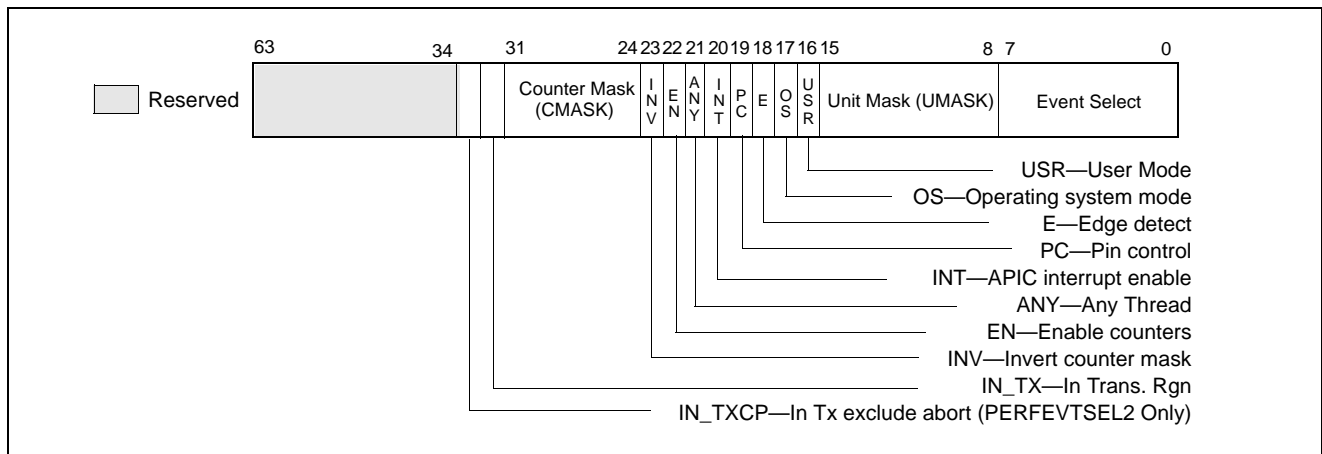 63 34 31 24 23 22 21 20 19 18 17 16 15 8 7 0
Reserved
Counter Mask
(CMASK)
INV
EN
ANY
INT
PC
E
OS
USR
Unit Mask (UMASK)
Event Select
USR—User Mode
OS—Operating system mode
E—Edge detect
PC—Pin control
INT—APIC interrupt enable
ANY—Any Thread
EN—Enable counters
INV—Invert counter mask
IN_TX—In Trans. Rgn
IN_TXCP—In Tx exclude abort (PERFEVTSEL2 Only)